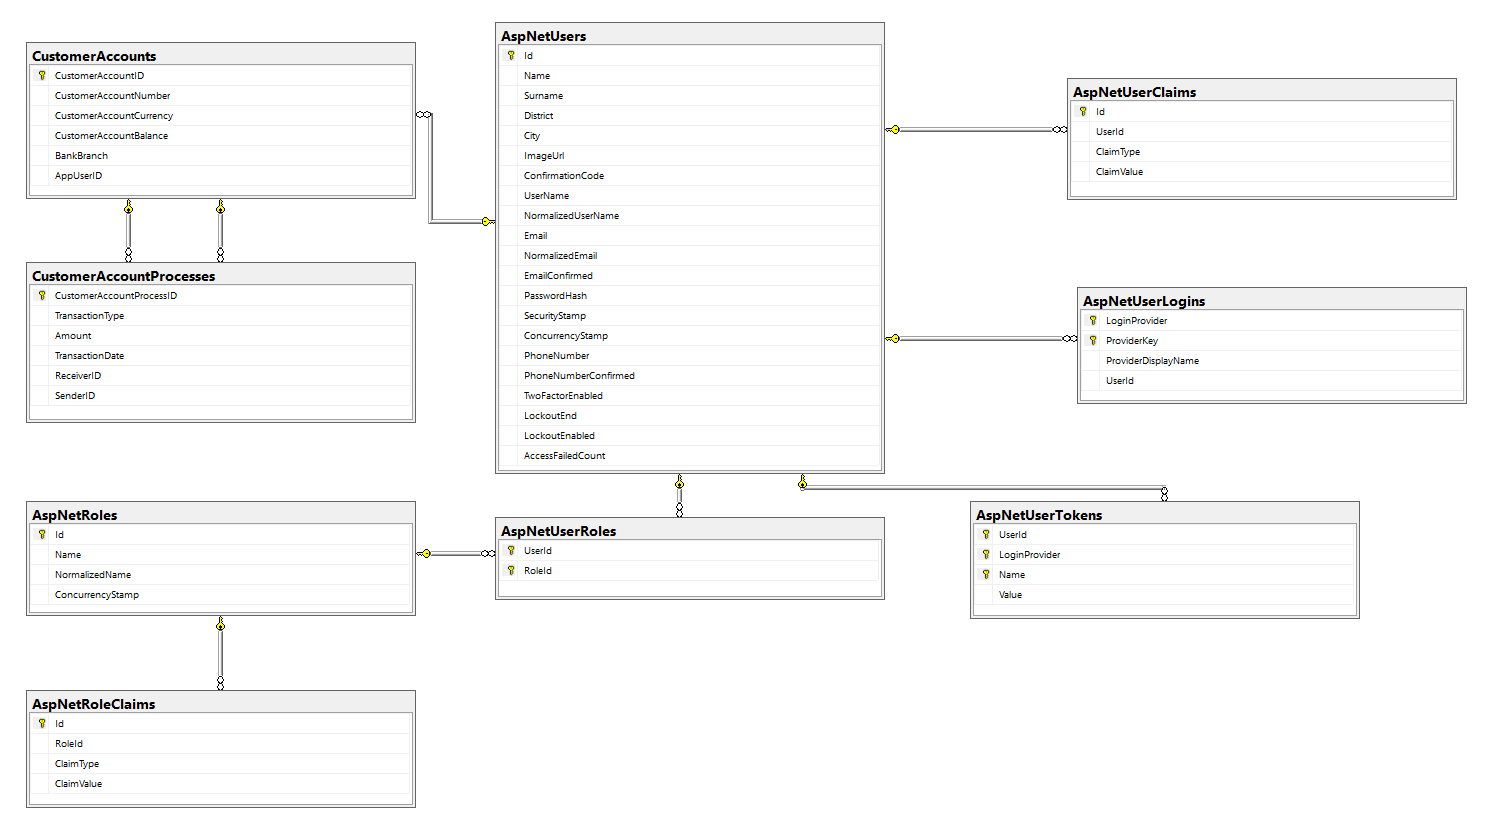 CustomerAccounts
CustomerAccountID
CustomerAccountNumber
CustomerAccountCurrency
CustomerAccountBalance
BankBranch
AppUserID
CustomerAccountProcesses
CustomerAccountProcessID
TransactionType
Amount
TransactionDate
ReceiverID
SenderID
AspNetUsers
Id
Name
Surname
District
City
ImageUrl
ConfirmationCode
UserName
NormalizedUserName
Email
NormalizedEmail
EmailConfirmed
PasswordHash
SecurityStamp
ConcurrencyStamp
PhoneNumber
PhoneNumberConfirmed
TwoFactorEnabled
LockoutEnd
LockoutEnabled
AccessFailedCount
AspNetUserClaims
Id
UserId
ClaimType
ClaimValue
AspNetUserLogins
LoginProvider
ProviderKey
ProviderDisplayName
UserId
AspNetRoles
Id
Name
NormalizedName
ConcurrencyStamp
AspNetUserRoles
UserId
RoleId
AspNetUserTokens
UserId
LoginProvider
Name
Value
AspNetRoleClaims
Id
RoleId
ClaimType
ClaimValue